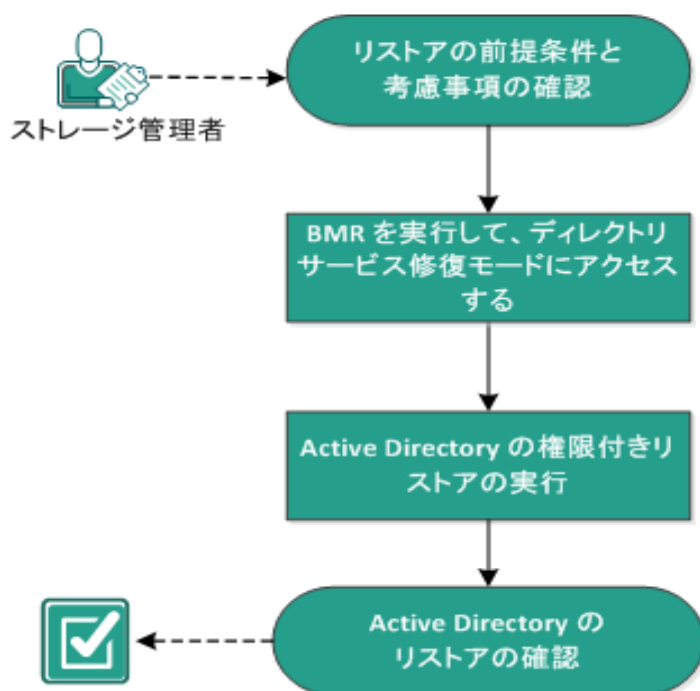 リストアの前提条件と
考慮事項の確認
ストレージ管理者
BMR を実行して、ディレクトリ
サービス修復モードにアクセス
する
Active Directory の権限付きリ
ストアの実行
Active Directory の
リストアの確認